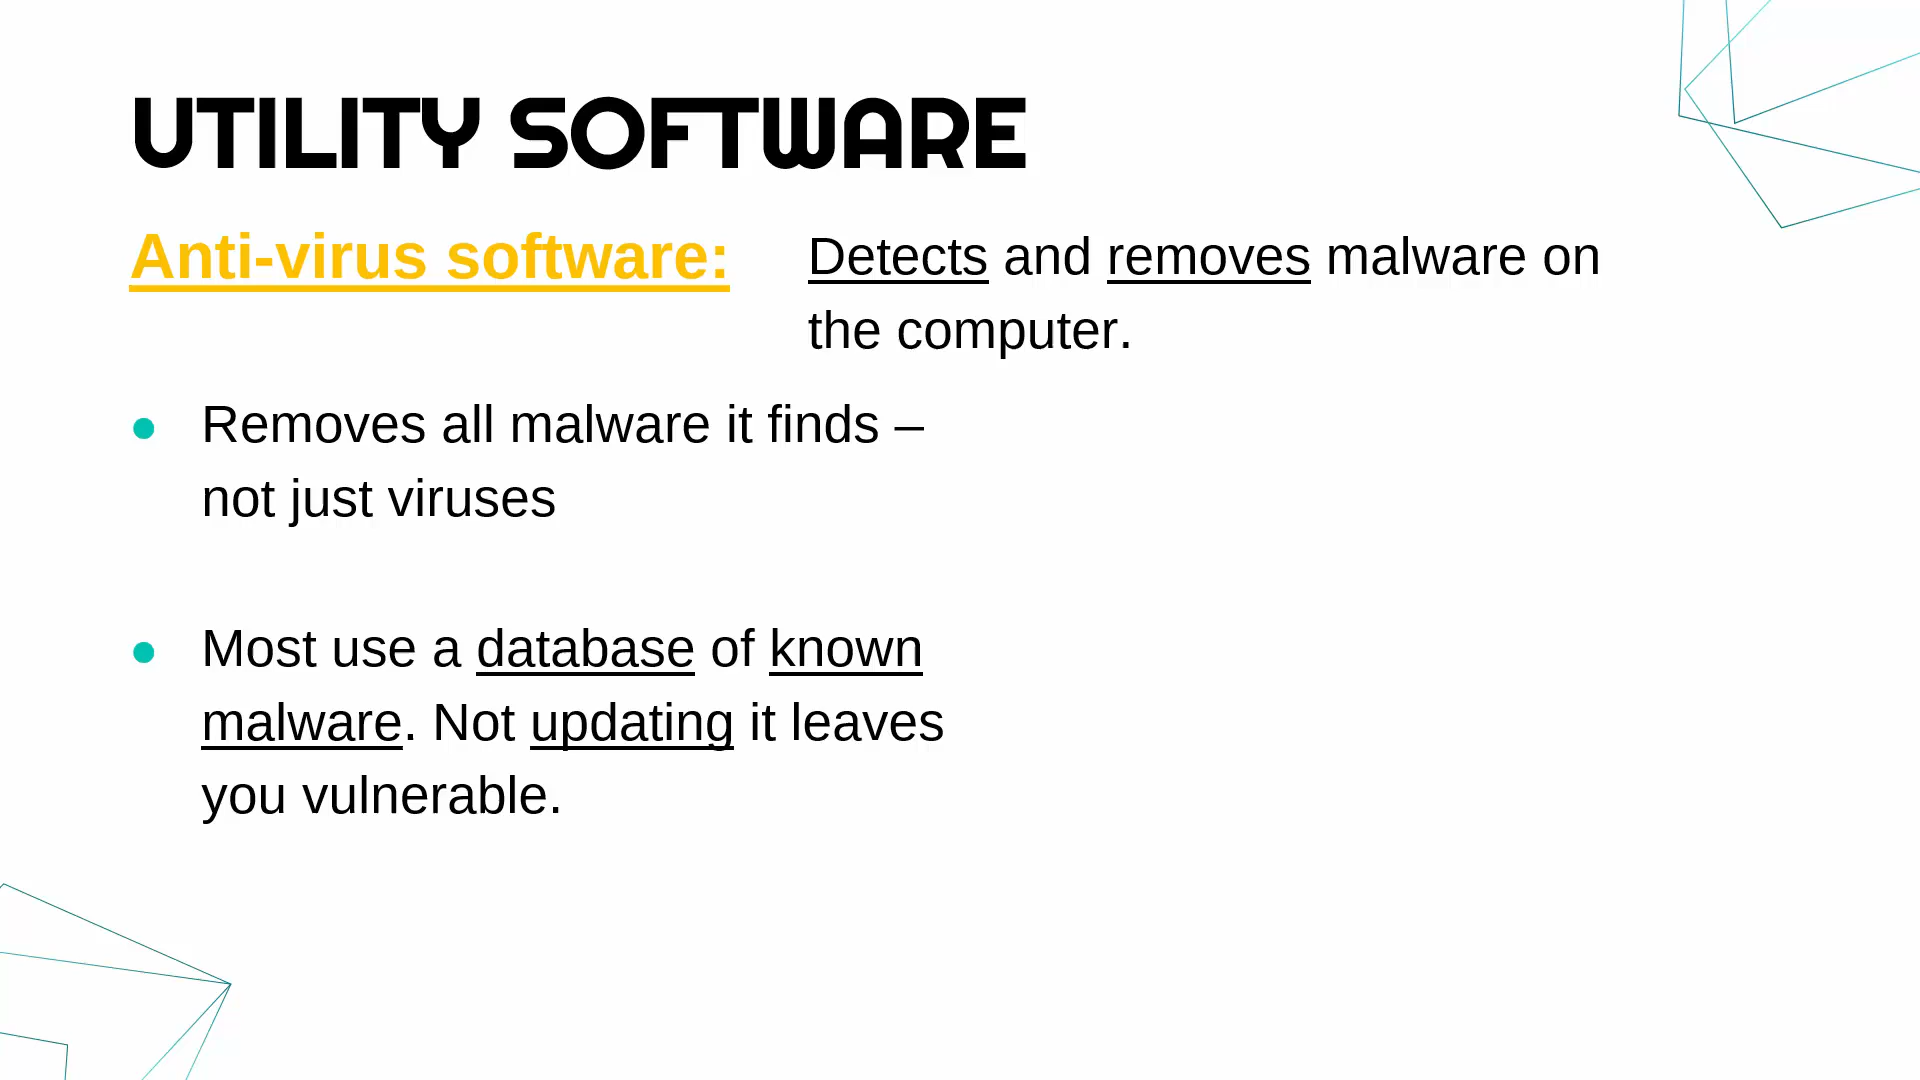 UTILITY SOFTWARE
Anti-virus software:
Detects and removes malware on
the computer.
● Removes all malware it finds –
not just viruses
● Most use a database of known
malware. Not updating it leaves
you vulnerable.